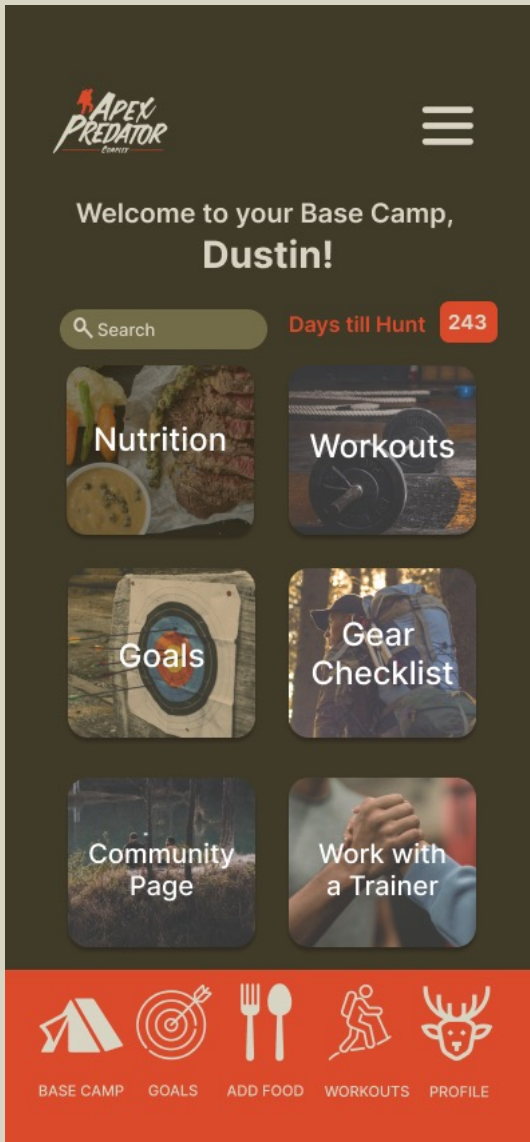 APEX
PREDATOR
COMPLEX
Welcome to your Base Camp,
Dustin!
Search
Days till Hunt 243
Nutrition
Workouts
Goals
Gear
Checklist
Community
Page
Work with
a Trainer
BASE CAMP GOALS ADD FOOD WORKOUTS PROFILE